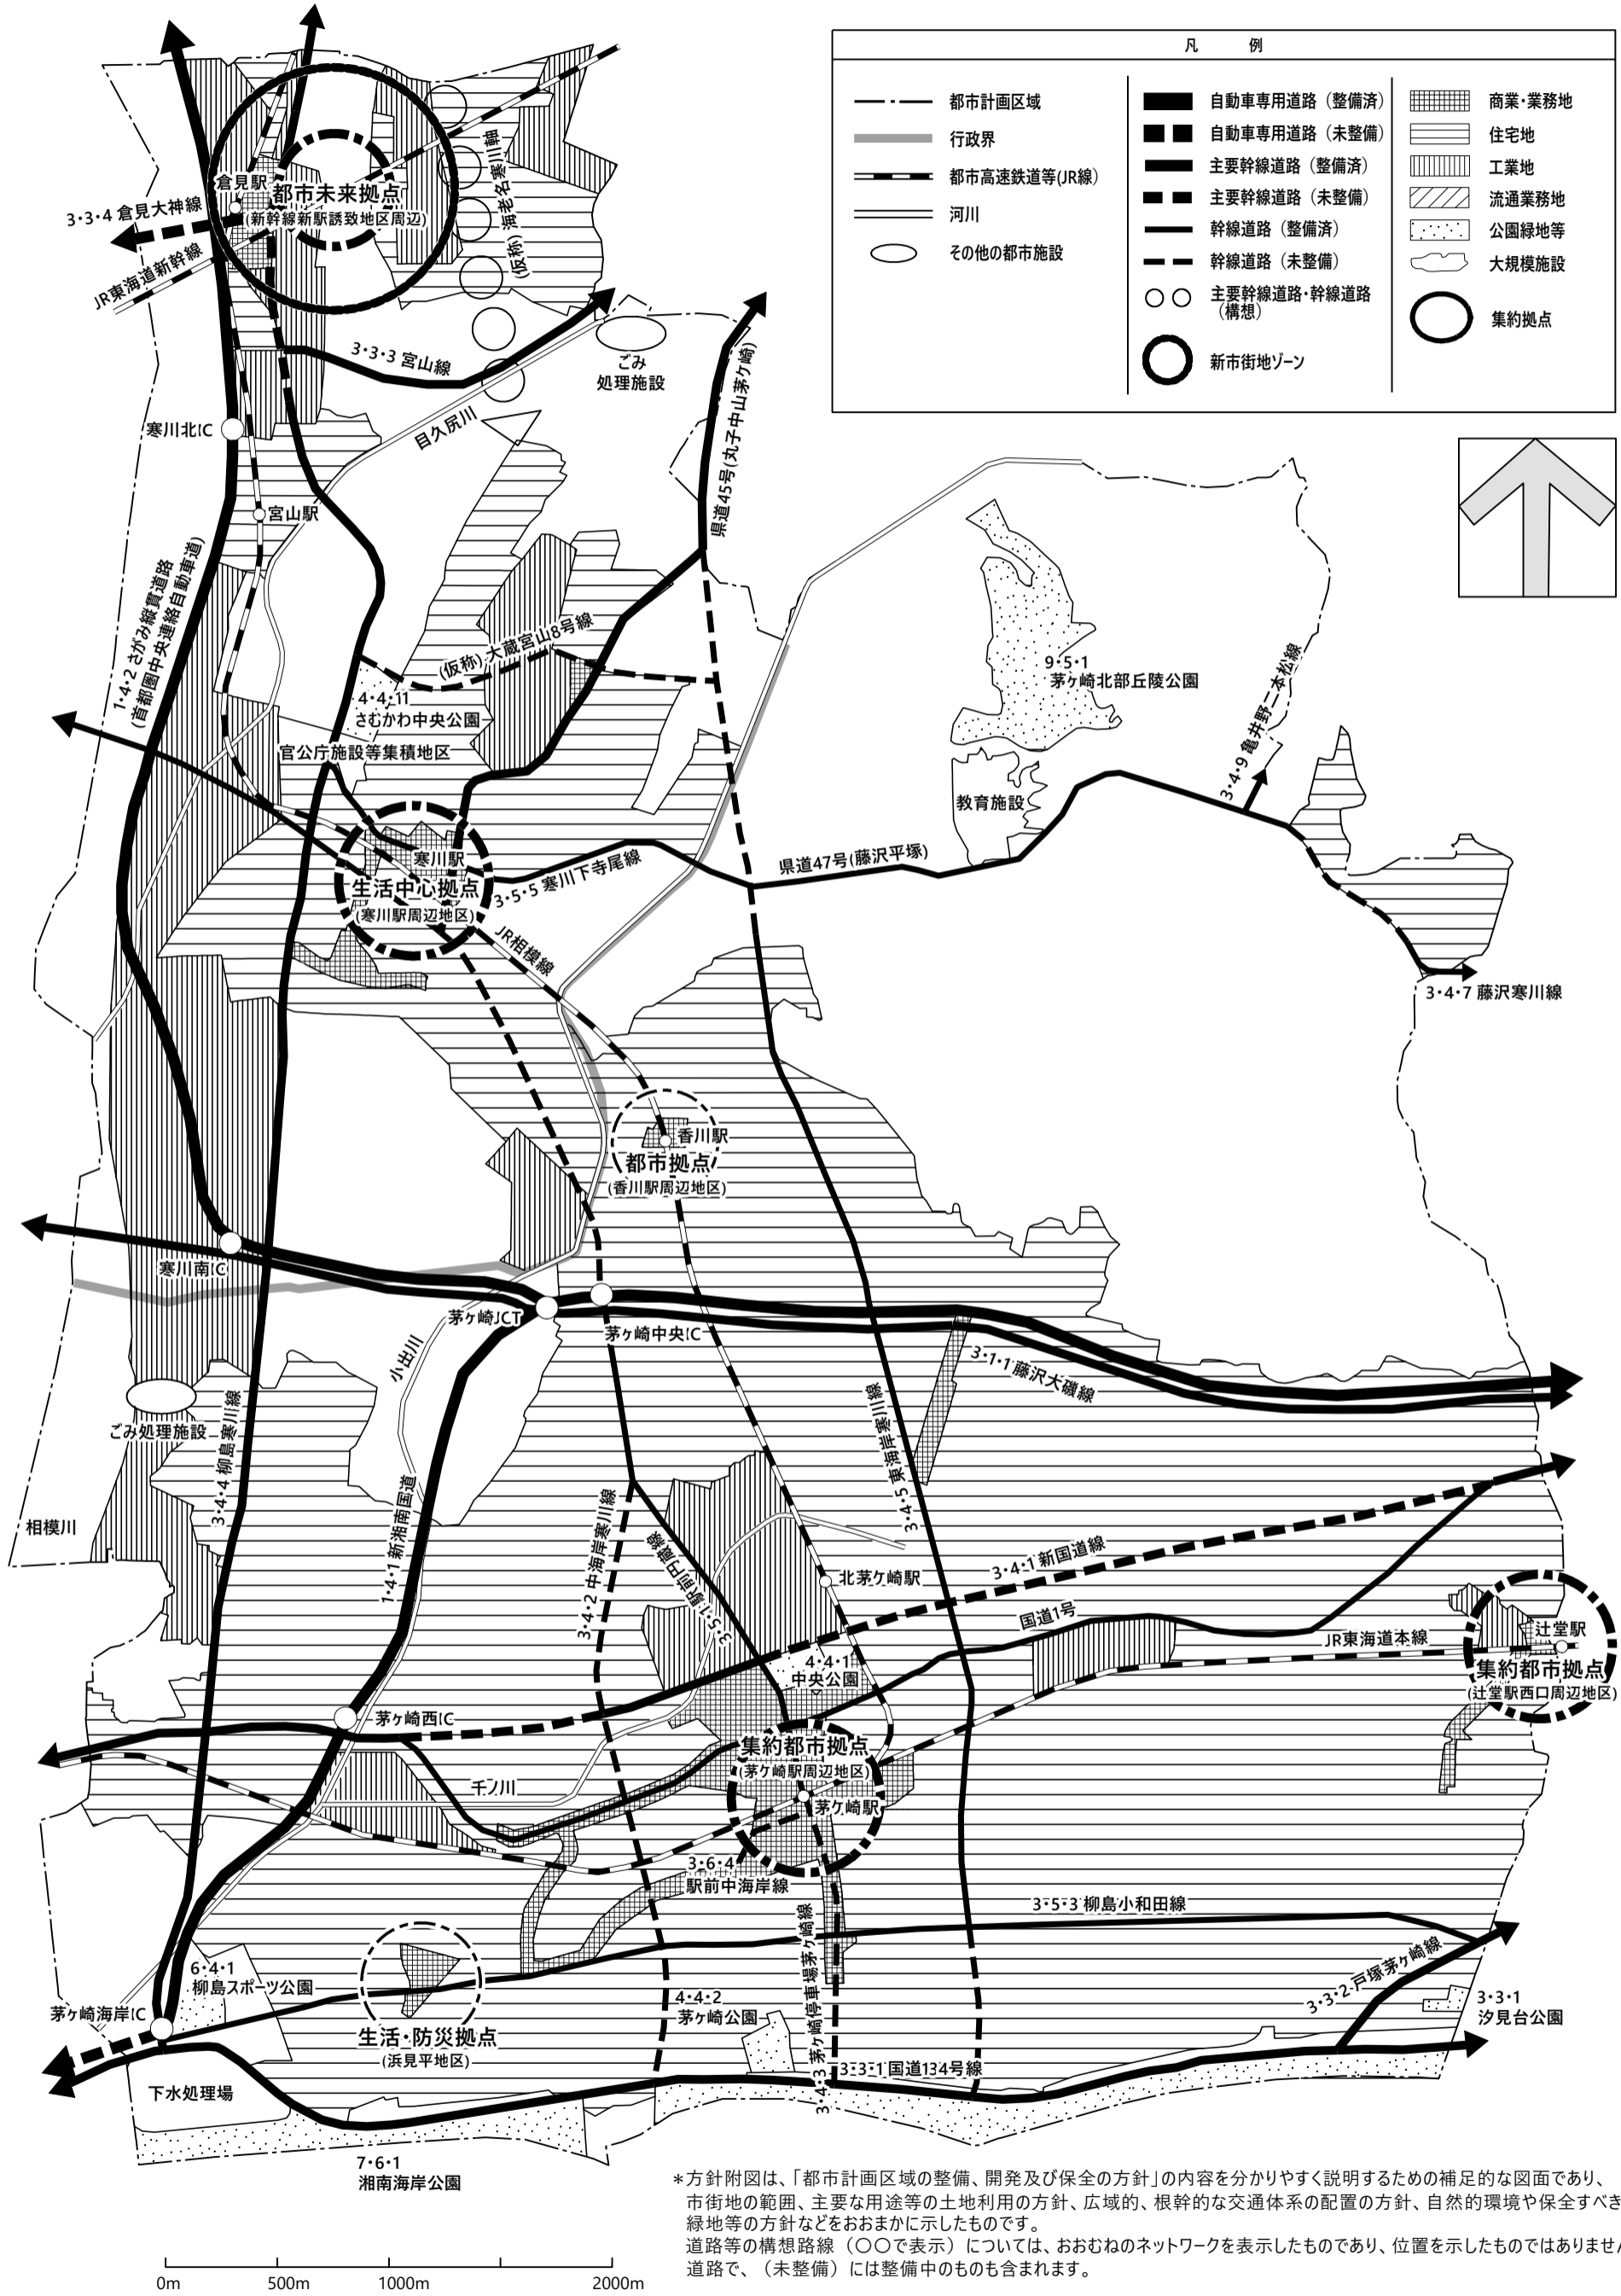 凡　例
都市計画区域
行政界
都市高速鉄道等(JR線)
河川
その他の都市施設
自動車専用道路（整備済）
自動車専用道路（未整備）
主要幹線道路（整備済）
主要幹線道路（未整備）
幹線道路（整備済）
幹線道路（未整備）
主要幹線道路・幹線道路
（構想）
新市街地ゾーン
商業・業務地
住宅地
工業地
流通業務地
公園緑地等
大規模施設
集約拠点
倉見駅
都市未来拠点
(新幹線新駅誘致地区周辺)
3・3・4 倉見大神線
JR東海道新幹線
(仮称) 海老名寒川軸
3・3・3 宮山線
ごみ
処理施設
県道45号(丸子中山茅ケ崎)
寒川北IC
目久尻川
宮山駅
1・4・2 さがみ縦貫道路
(首都圏中央連絡自動車道)
(仮称) 大蔵宮山8号線
4・4・11
さむかわ中央公園
官公庁施設等集積地区
9・5・1
茅ヶ崎北部丘陵公園
3・4・9 亀井野二本松線
教育施設
寒川駅
生活中心拠点
(寒川駅周辺地区)
3・5・5 寒川下寺尾線
県道47号(藤沢平塚)
JR相模線
3・4・7 藤沢寒川線
香川駅
都市拠点
(香川駅周辺地区)
寒川南IC
茅ヶ崎JCT
茅ヶ崎中央IC
小出川
3・1・1 藤沢大磯線
ごみ処理施設
3・4・4 柳島寒川線
3・4・5 東海岸寒川線
相模川
1・4・1 新湘南国道
3・4・2 中海岸寒川線
3・5・1 駅前円蔵線
北茅ケ崎駅
3・4・1 新国道線
国道1号
JR東海道本線
辻堂駅
集約都市拠点
(辻堂駅西口周辺地区)
4・4・1
中央公園
茅ヶ崎西IC
集約都市拠点
(茅ケ崎駅周辺地区)
千ノ川
茅ケ崎駅
3・6・4
駅前中海岸線
3・5・3 柳島小和田線
6・4・1
柳島スポーツ公園
茅ヶ崎海岸IC
生活・防災拠点
(浜見平地区)
4・4・2
茅ヶ崎公園
3・4・3 茅ヶ崎停車場茅ヶ崎線
3・3・2 戸塚茅ヶ崎線
3・3・1
汐見台公園
3・3・1 国道134号線
下水処理場
7・6・1
湘南海岸公園
＊方針附図は、「都市計画区域の整備、開発及び保全の方針」の内容を分かりやすく説明するための補足的な図面であり、
市街地の範囲、主要な用途等の土地利用の方針、広域的、根幹的な交通体系の配置の方針、自然的環境や保全すべき
緑地等の方針などをおおまかに示したものです。
道路等の構想路線（〇〇で表示）については、おおむねのネットワークを表示したものであり、位置を示したものではありませ
道路で、（未整備）には整備中のものも含まれます。
0m 500m 1000m 2000m